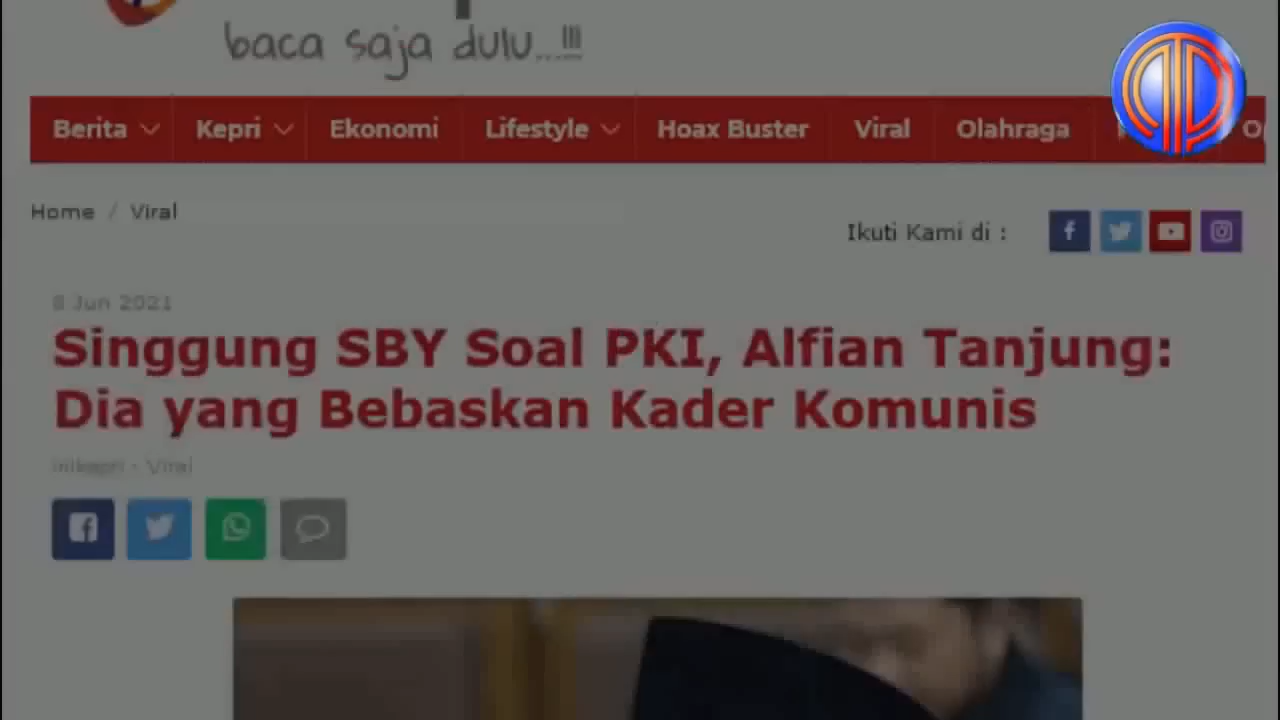 baca saja dulu...!!!
Berita Kepri Ekonomi Lifestyle Hoax Buster Viral Olahraga
Home / Viral
Ikuti Kami di :
8 Jun 2021
Singgung SBY Soal PKI, Alfian Tanjung:
Dia yang Bebaskan Kader Komunis
inikepri - Viral